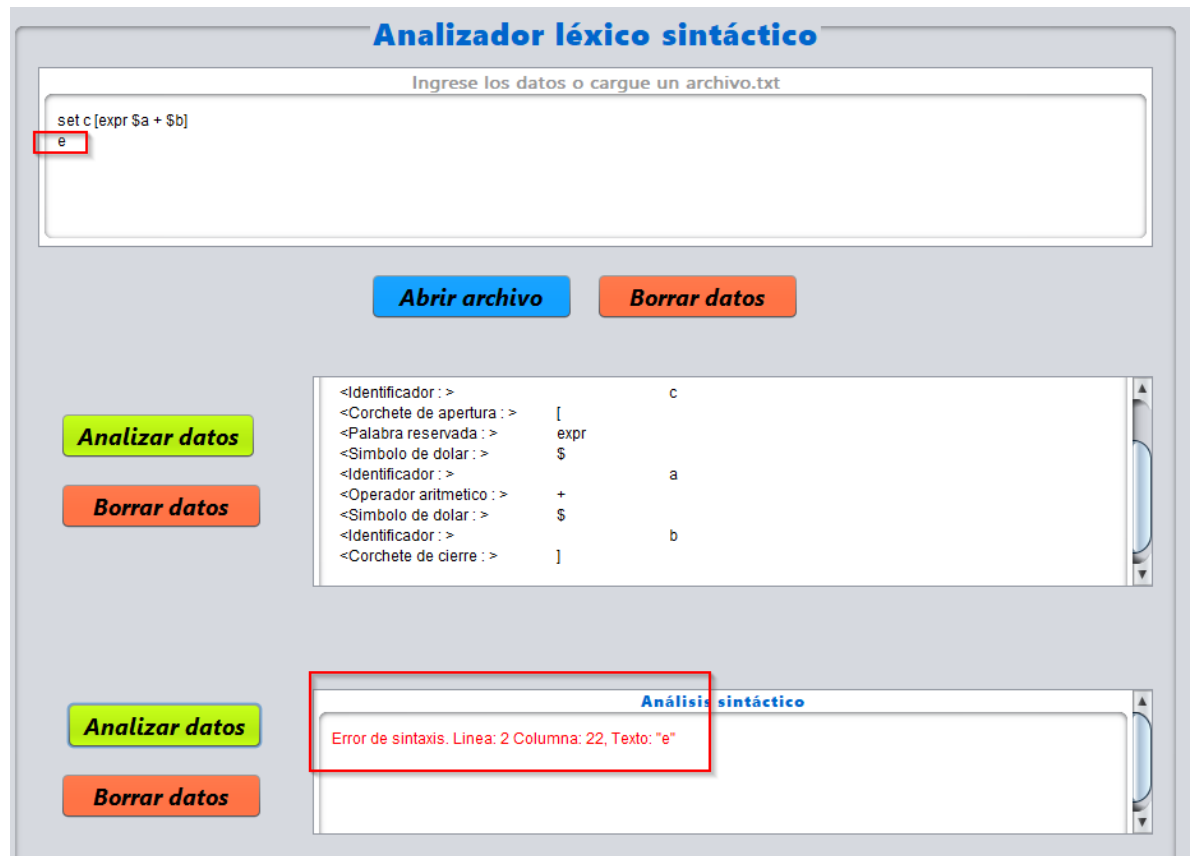 Analizador léxico sintáctico
Ingrese los datos o cargue un archivo.txt
set c [expr $a + $b]
e
Abrir archivo
Borrar datos
Analizar datos
Borrar datos
<Identificador : > c
<Corchete de apertura : > [
<Palabra reservada : > expr
<Simbolo de dolar : > $
<Identificador : > a
<Operador aritmetico : > +
<Simbolo de dolar : > $
<Identificador : > b
<Corchete de cierre : > ]
Analizar datos
Borrar datos
Análisis sintáctico
Error de sintaxis. Linea: 2 Columna: 22, Texto: "e"